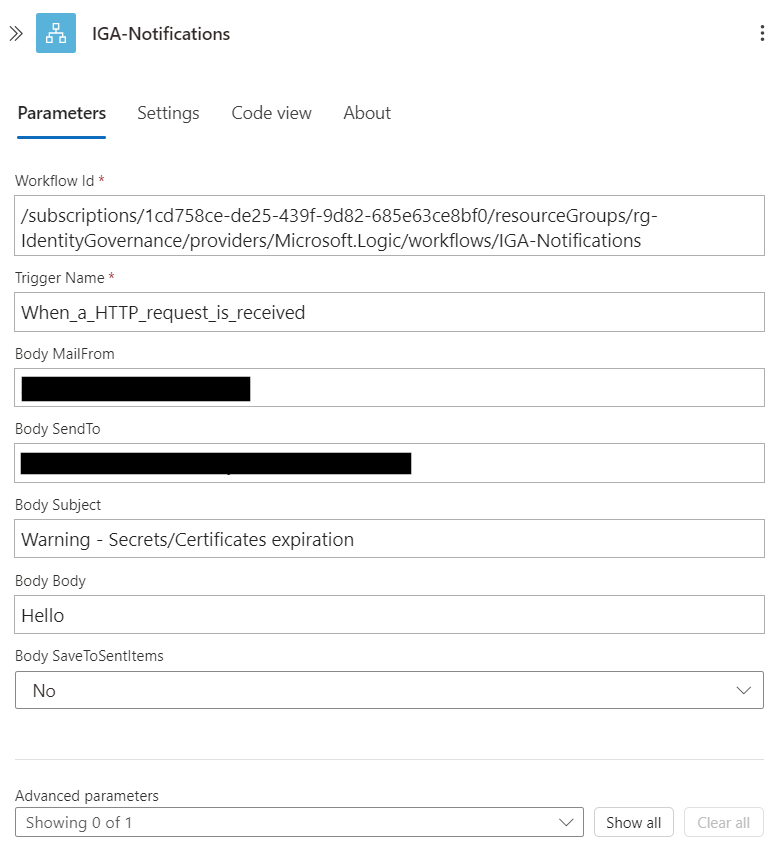 IGA-Notifications
Parameters Settings Code view About
Workflow Id *
/subscriptions/1cd758ce-de25-439f-9d82-685e63ce8bf0/resourceGroups/rg-
IdentityGovernance/providers/Microsoft.Logic/workflows/IGA-Notifications
Trigger Name *
When_a_HTTP_request_is_received
Body MailFrom
Body SendTo
Body Subject
Warning - Secrets/Certificates expiration
Body Body
Hello
Body SaveToSentItems
No
Advanced parameters
Showing 0 of 1 Show all Clear all